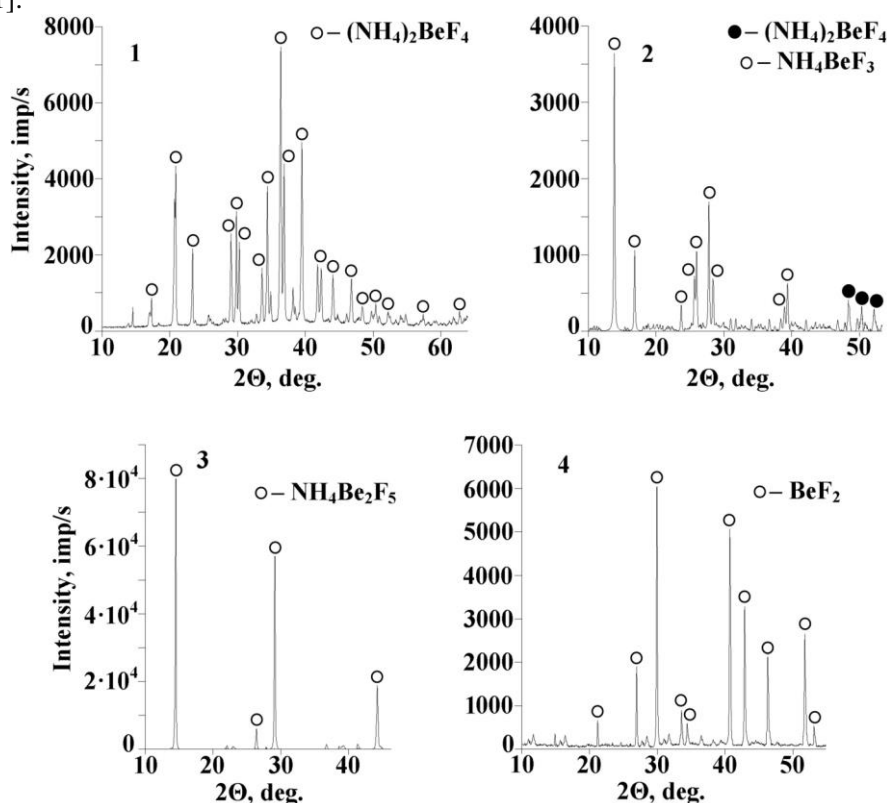 ].
8000
6000
4000
2000
0
Intensity, imp/s
1
○ – (NH₄)₂BeF₄
10 20 30 40 50 60
2Θ, deg.
4000
3000
2000
1000
0
2
● – (NH₄)₂BeF₄
○ – NH₄BeF₃
10 20 30 40 50
2Θ, deg.
8·10⁴
6·10⁴
4·10⁴
2·10⁴
0
Intensity, imp/s
3
○ – NH₄Be₂F₅
10 20 30 40
2Θ, deg.
7000
6000
5000
4000
3000
2000
1000
0
4
○ – BeF₂
10 20 30 40 50
2Θ, deg.